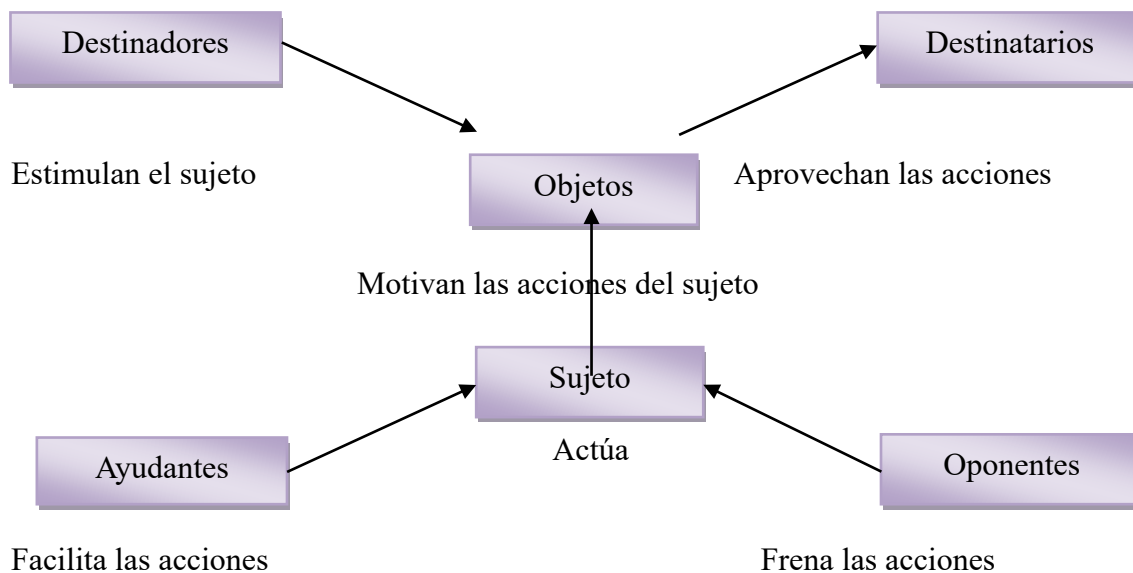 Destinadores
Destinatarios
Estimulan el sujeto
Objetos
Aprovechan las acciones
Motivan las acciones del sujeto
Sujeto
Actúa
Ayudantes
Oponentes
Facilita las acciones
Frena las acciones